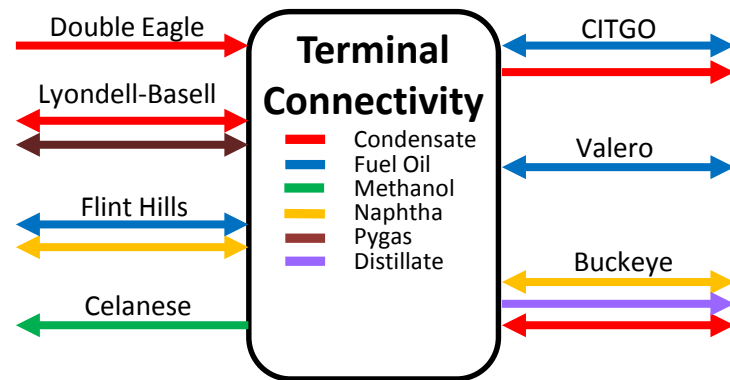 Double Eagle
Lyondell-Basell
Flint Hills
Celanese
Terminal
Connectivity
Condensate
Fuel Oil
Methanol
Naphtha
Pygas
Distillate
CITGO
Valero
Buckeye